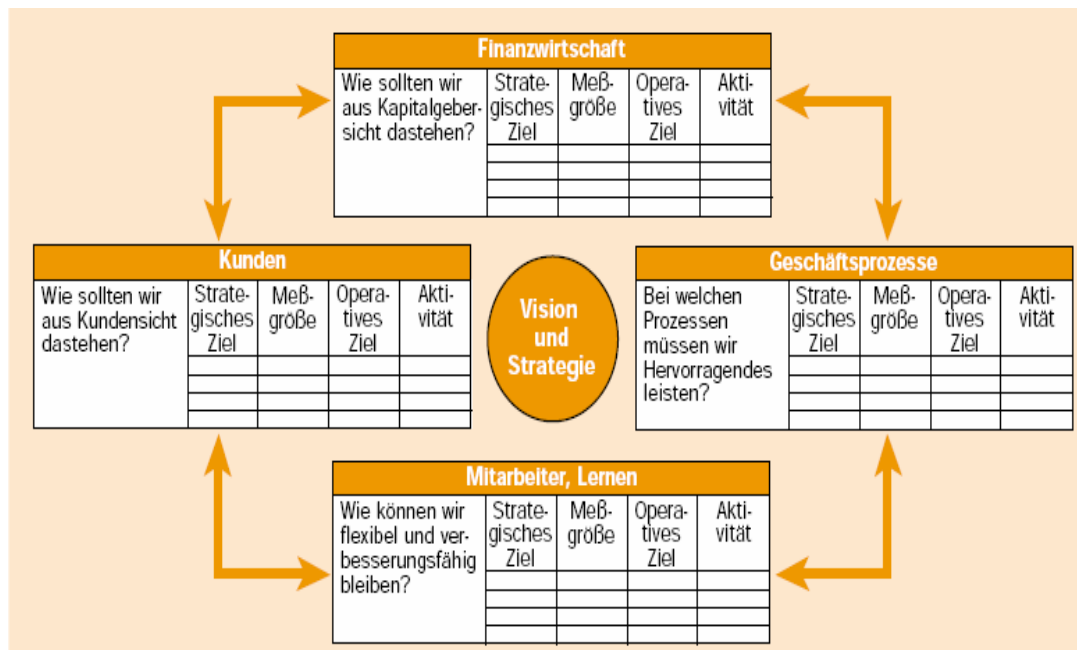 Finanzwirtschaft
Wie sollten wir
aus Kapitalgeber-
sicht dastehen?
Strate-
gisches
Ziel
Meß-
größe
Opera-
tives
Ziel
Akti-
vität
Kunden
Wie sollten wir
aus Kundensicht
dastehen?
Strate-
gisches
Ziel
Meß-
größe
Opera-
tives
Ziel
Akti-
vität
Vision
und
Strategie
Geschäftsprozesse
Bei welchen
Prozessen
müssen wir
Hervorragendes
leisten?
Strate-
gisches
Ziel
Meß-
größe
Opera-
tives
Ziel
Akti-
vität
Mitarbeiter, Lernen
Wie können wir
flexibel und ver-
besserungsfähig
bleiben?
Strate-
gisches
Ziel
Meß-
größe
Opera-
tives
Ziel
Akti-
vität